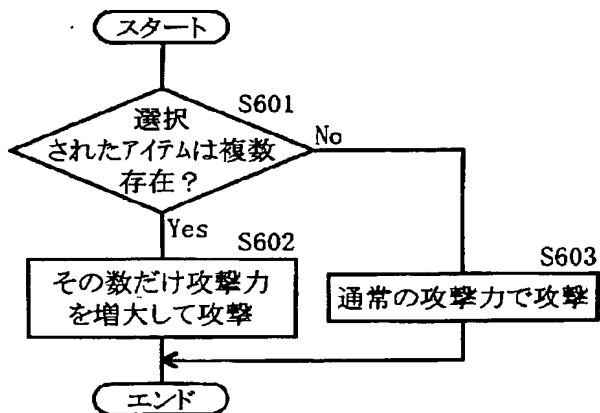 スタート
S601
選択
されたアイテムは複数
存在？
No
Yes
S602
その数だけ攻撃力
を増大して攻撃
S603
通常の攻撃力で攻撃
エンド